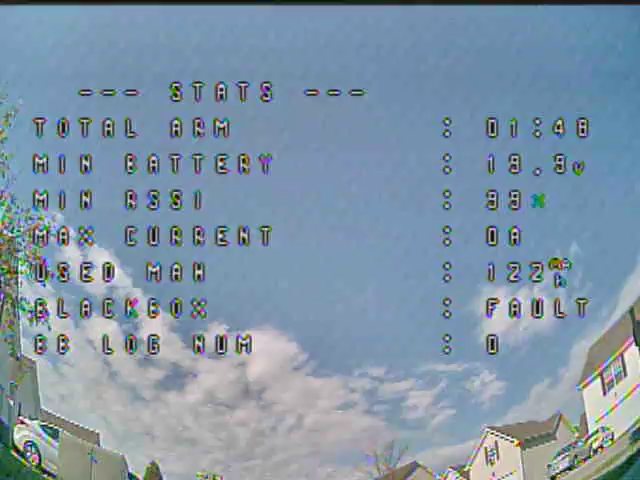 --- STATS ---
TOTAL ARM : 01:48
MIN BATTERY : 19.9V
MIN RSSI : 99%
MAX CURRENT : 0A
USED MAH : 122
BLACKBOX : FAULT
BB LOG NUM : 0